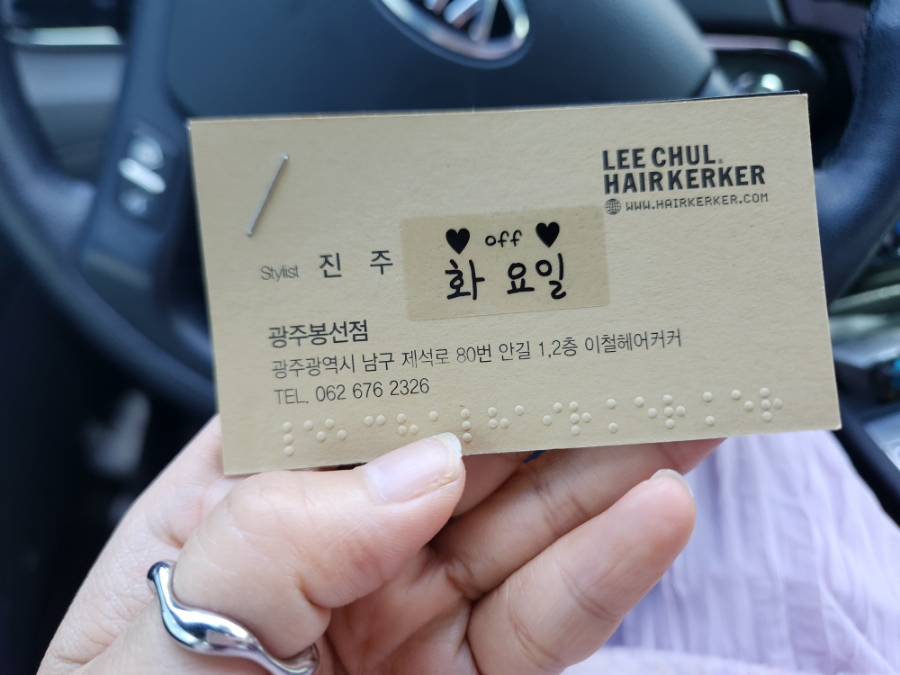 LEE CHUL.
HAIRKERKER
WWW.HAIRKERKER.COM
♥ off ♥
화 요일
Stylist 진 주
광주봉선점
광주광역시 남구 제석로 80번 안길 1,2층 이철헤어커커
TEL. 062 676 2326